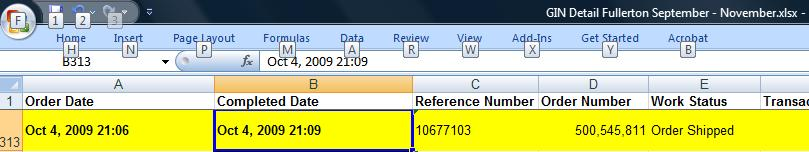 GIN Detail Fullerton September - November.xlsx -
F 1 2 3
Home Insert Page Layout Formulas Data Review View Add-Ins Get Started Acrobat
H N P M A R W X Y B
B313 fx Oct 4, 2009 21:09
A B C D E
1 Order Date Completed Date Reference Number Order Number Work Status Transac
313 Oct 4, 2009 21:06 Oct 4, 2009 21:09 10677103 500,545,811 Order Shipped